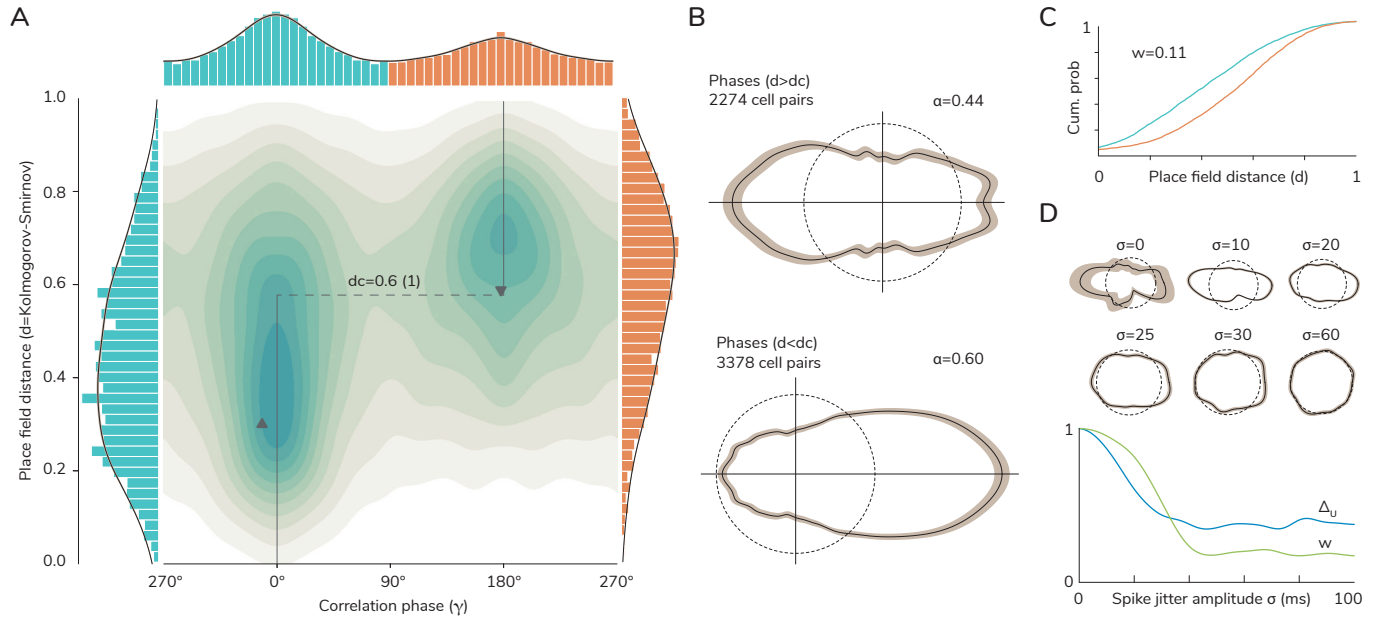 A
Place field distance (d=Kolmogorov-Smirnov)
1.0
0.8
0.6
0.4
0.2
0.0
dc=0.6 (1)
270°
0°
90°
180°
270°
Correlation phase (γ)
B
Phases (d>dc)
2274 cell pairs
α=0.44
Phases (d<dc)
3378 cell pairs
α=0.60
C
Cum. prob
1
w=0.11
0
Place field distance (d)
1
D
σ=0
σ=10
σ=20
σ=25
σ=30
σ=60
1
Δ_U
w
0
0
Spike jitter amplitude σ (ms)
100